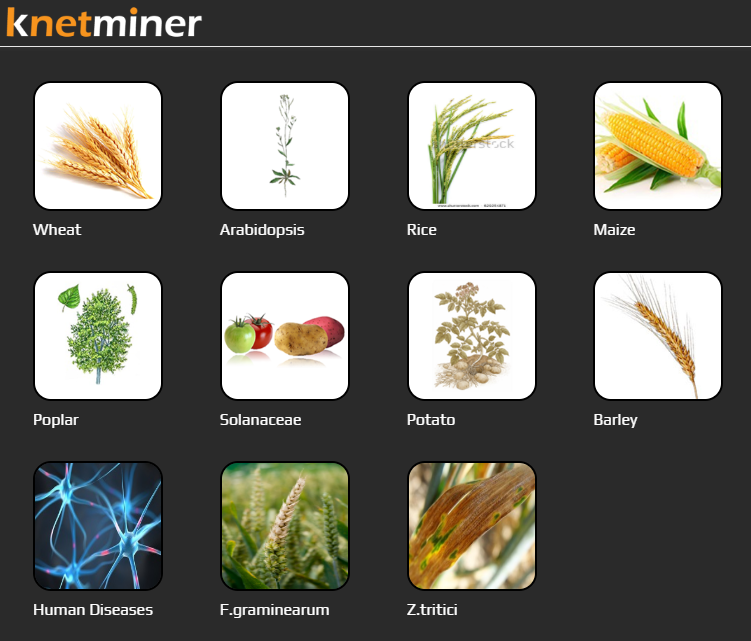 knetminer
Wheat
Arabidopsis
Rice
Maize
Poplar
Solanaceae
Potato
Barley
Human Diseases
F.graminearum
Z.tritici